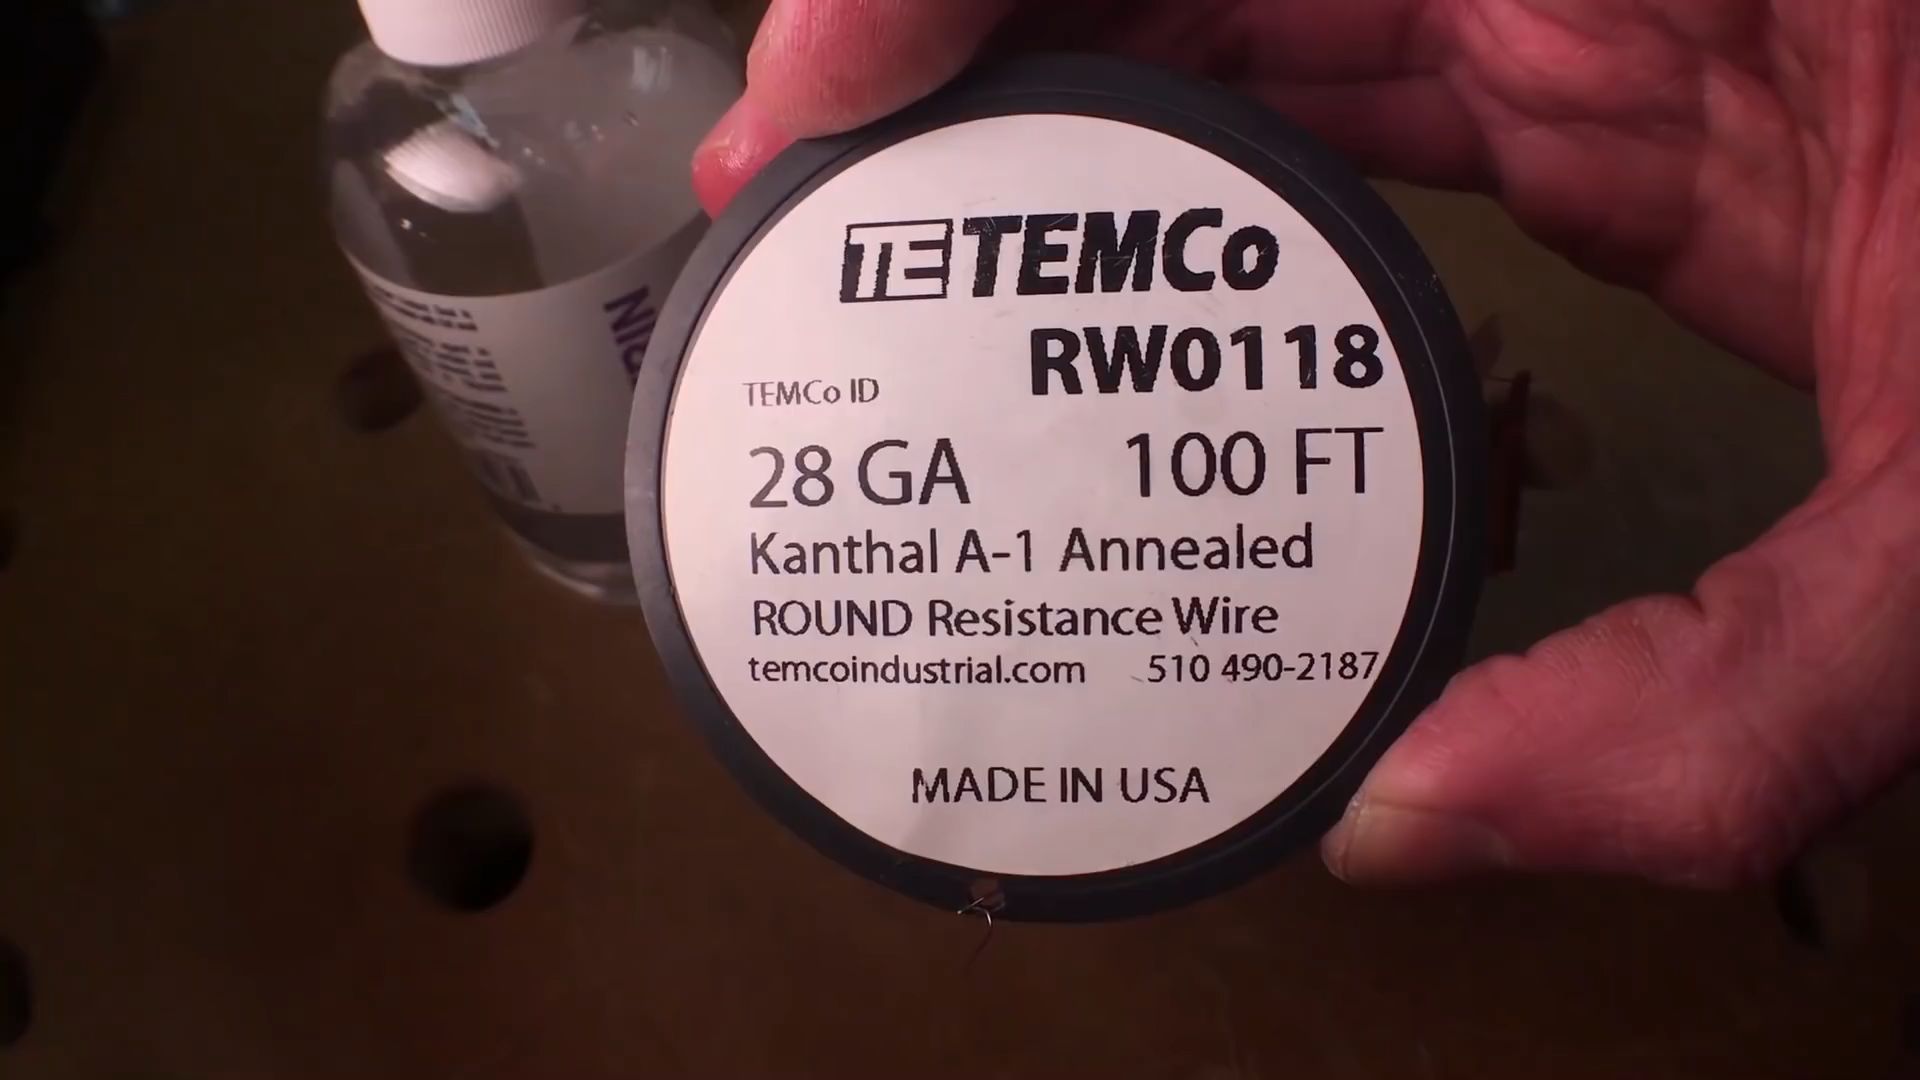 TE TEMCo
RW0118
TEMCo ID
28 GA 100 FT
Kanthal A-1 Annealed
ROUND Resistance Wire
temcoindustrial.com 510 490-2187
MADE IN USA